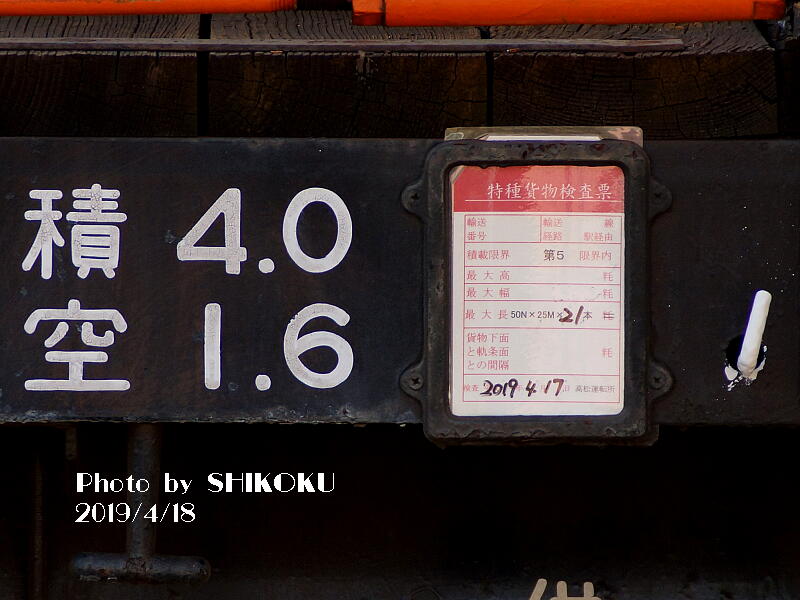 積 4.0
空 1.6
特種貨物検査票
輸送番号
輸送経路
線
駅経由
積載限界 第5 限界内
最大高 粍
最大幅 粍
最大長 50N×25M×21本 粍
貨物下面
と軌条面 粍
との間隔
検査 2019 4 17 日 高松運転所
Photo by SHIKOKU
2019/4/18